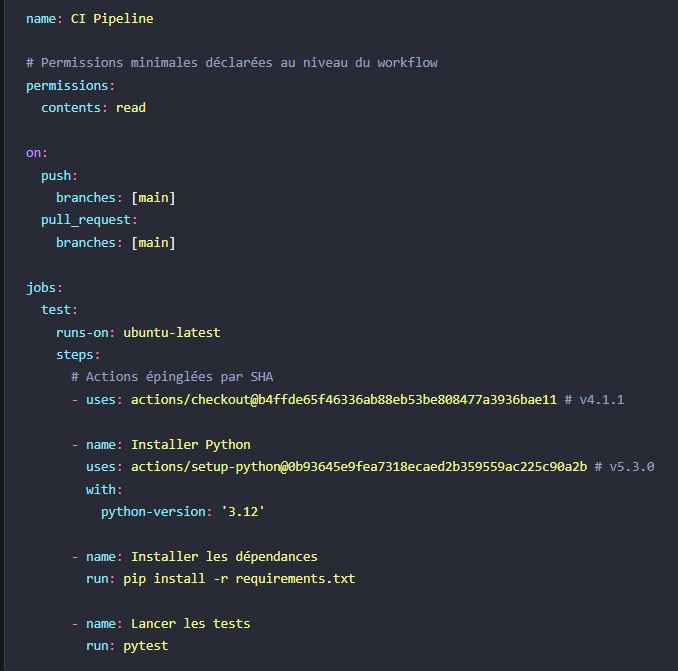 name: CI Pipeline
# Permissions minimales déclarées au niveau du workflow
permissions:
contents: read
on:
push:
branches: [main]
pull_request:
branches: [main]
jobs:
test:
runs-on: ubuntu-latest
steps:
# Actions épinglées par SHA
- uses: actions/checkout@b4ffde65f46336ab88eb53be808477a3936bae11 # v4.1.1
- name: Installer Python
uses: actions/setup-python@0b93645e9fea7318ecaed2b359559ac225c90a2b # v5.3.0
with:
python-version: '3.12'
- name: Installer les dépendances
run: pip install -r requirements.txt
- name: Lancer les tests
run: pytest